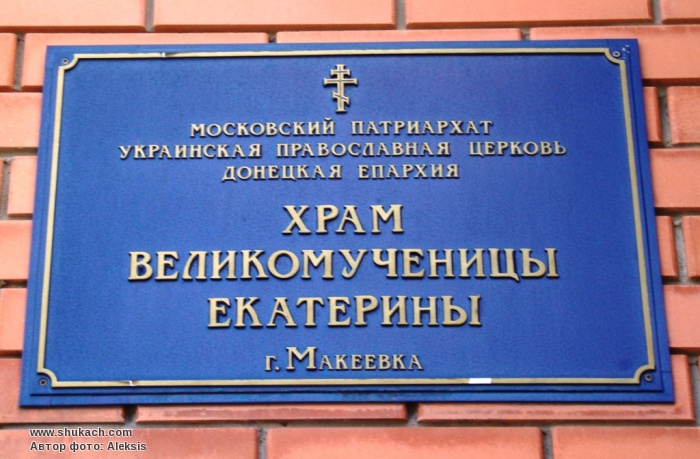 МОСКОВСКИЙ ПАТРИАРХАТ
УКРАИНСКАЯ ПРАВОСЛАВНАЯ ЦЕРКОВЬ
ДОНЕЦКАЯ ЕПАРХИЯ
ХРАМ
ВЕЛИКОМУЧЕНИЦЫ
ЕКАТЕРИНЫ
г. МАКЕЕВКА
www.shukach.com
Автор фото: Aleksis